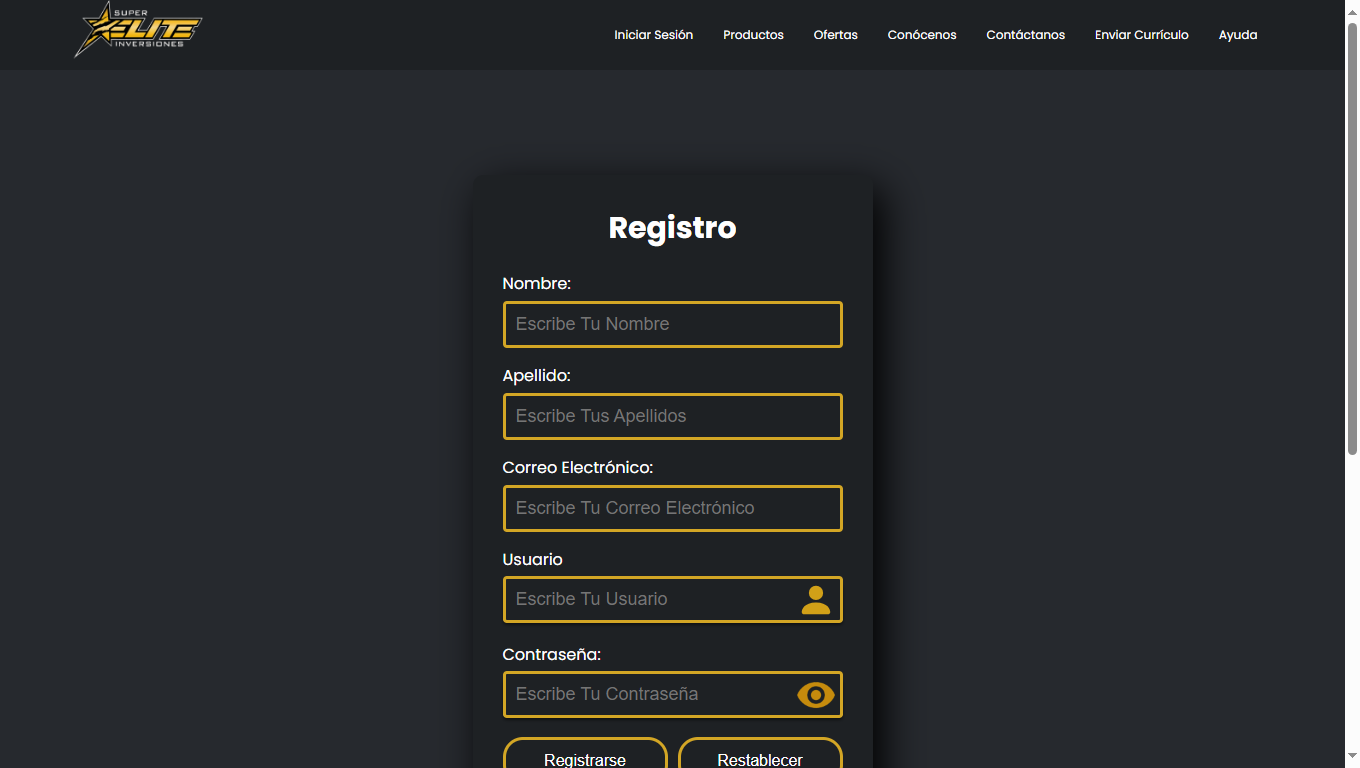 SUPER
ELITE
INVERSIONES
Iniciar Sesión Productos Ofertas Conócenos Contáctanos Enviar Currículo Ayuda
Registro
Nombre:
Escribe Tu Nombre
Apellido:
Escribe Tus Apellidos
Correo Electrónico:
Escribe Tu Correo Electrónico
Usuario
Escribe Tu Usuario
Contraseña:
Escribe Tu Contraseña
Registrarse Restablecer